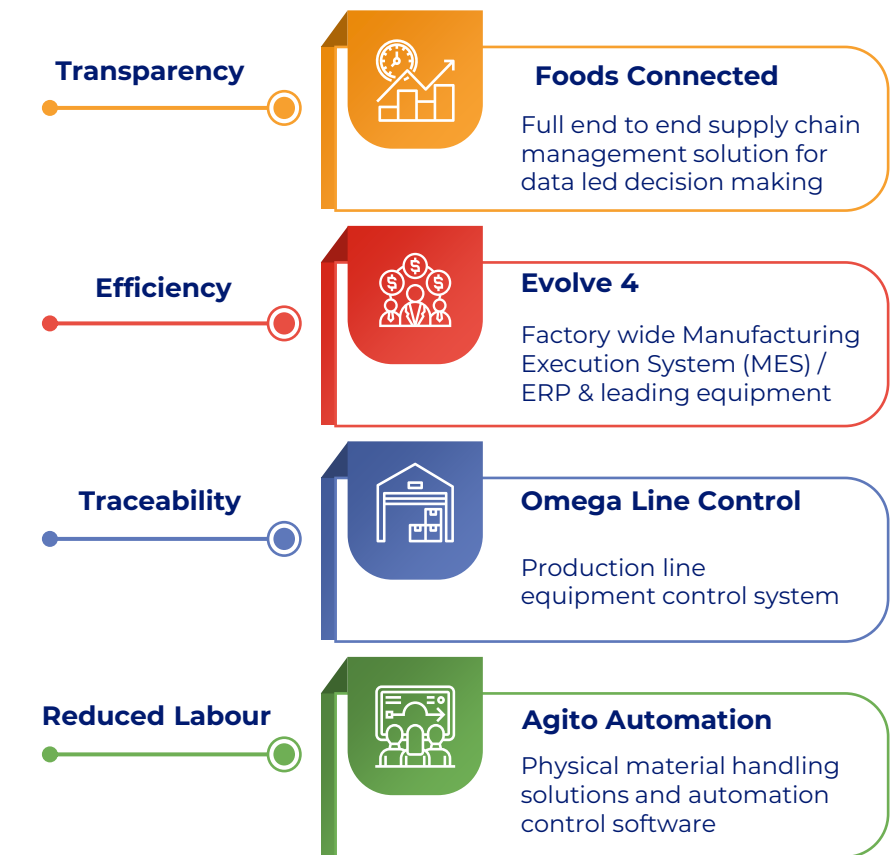 Transparency
Foods Connected
Full end to end supply chain
management solution for
data led decision making
Efficiency
Evolve 4
Factory wide Manufacturing
Execution System (MES) /
ERP & leading equipment
Traceability
Omega Line Control
Production line
equipment control system
Reduced Labour
Agito Automation
Physical material handling
solutions and automation
control software